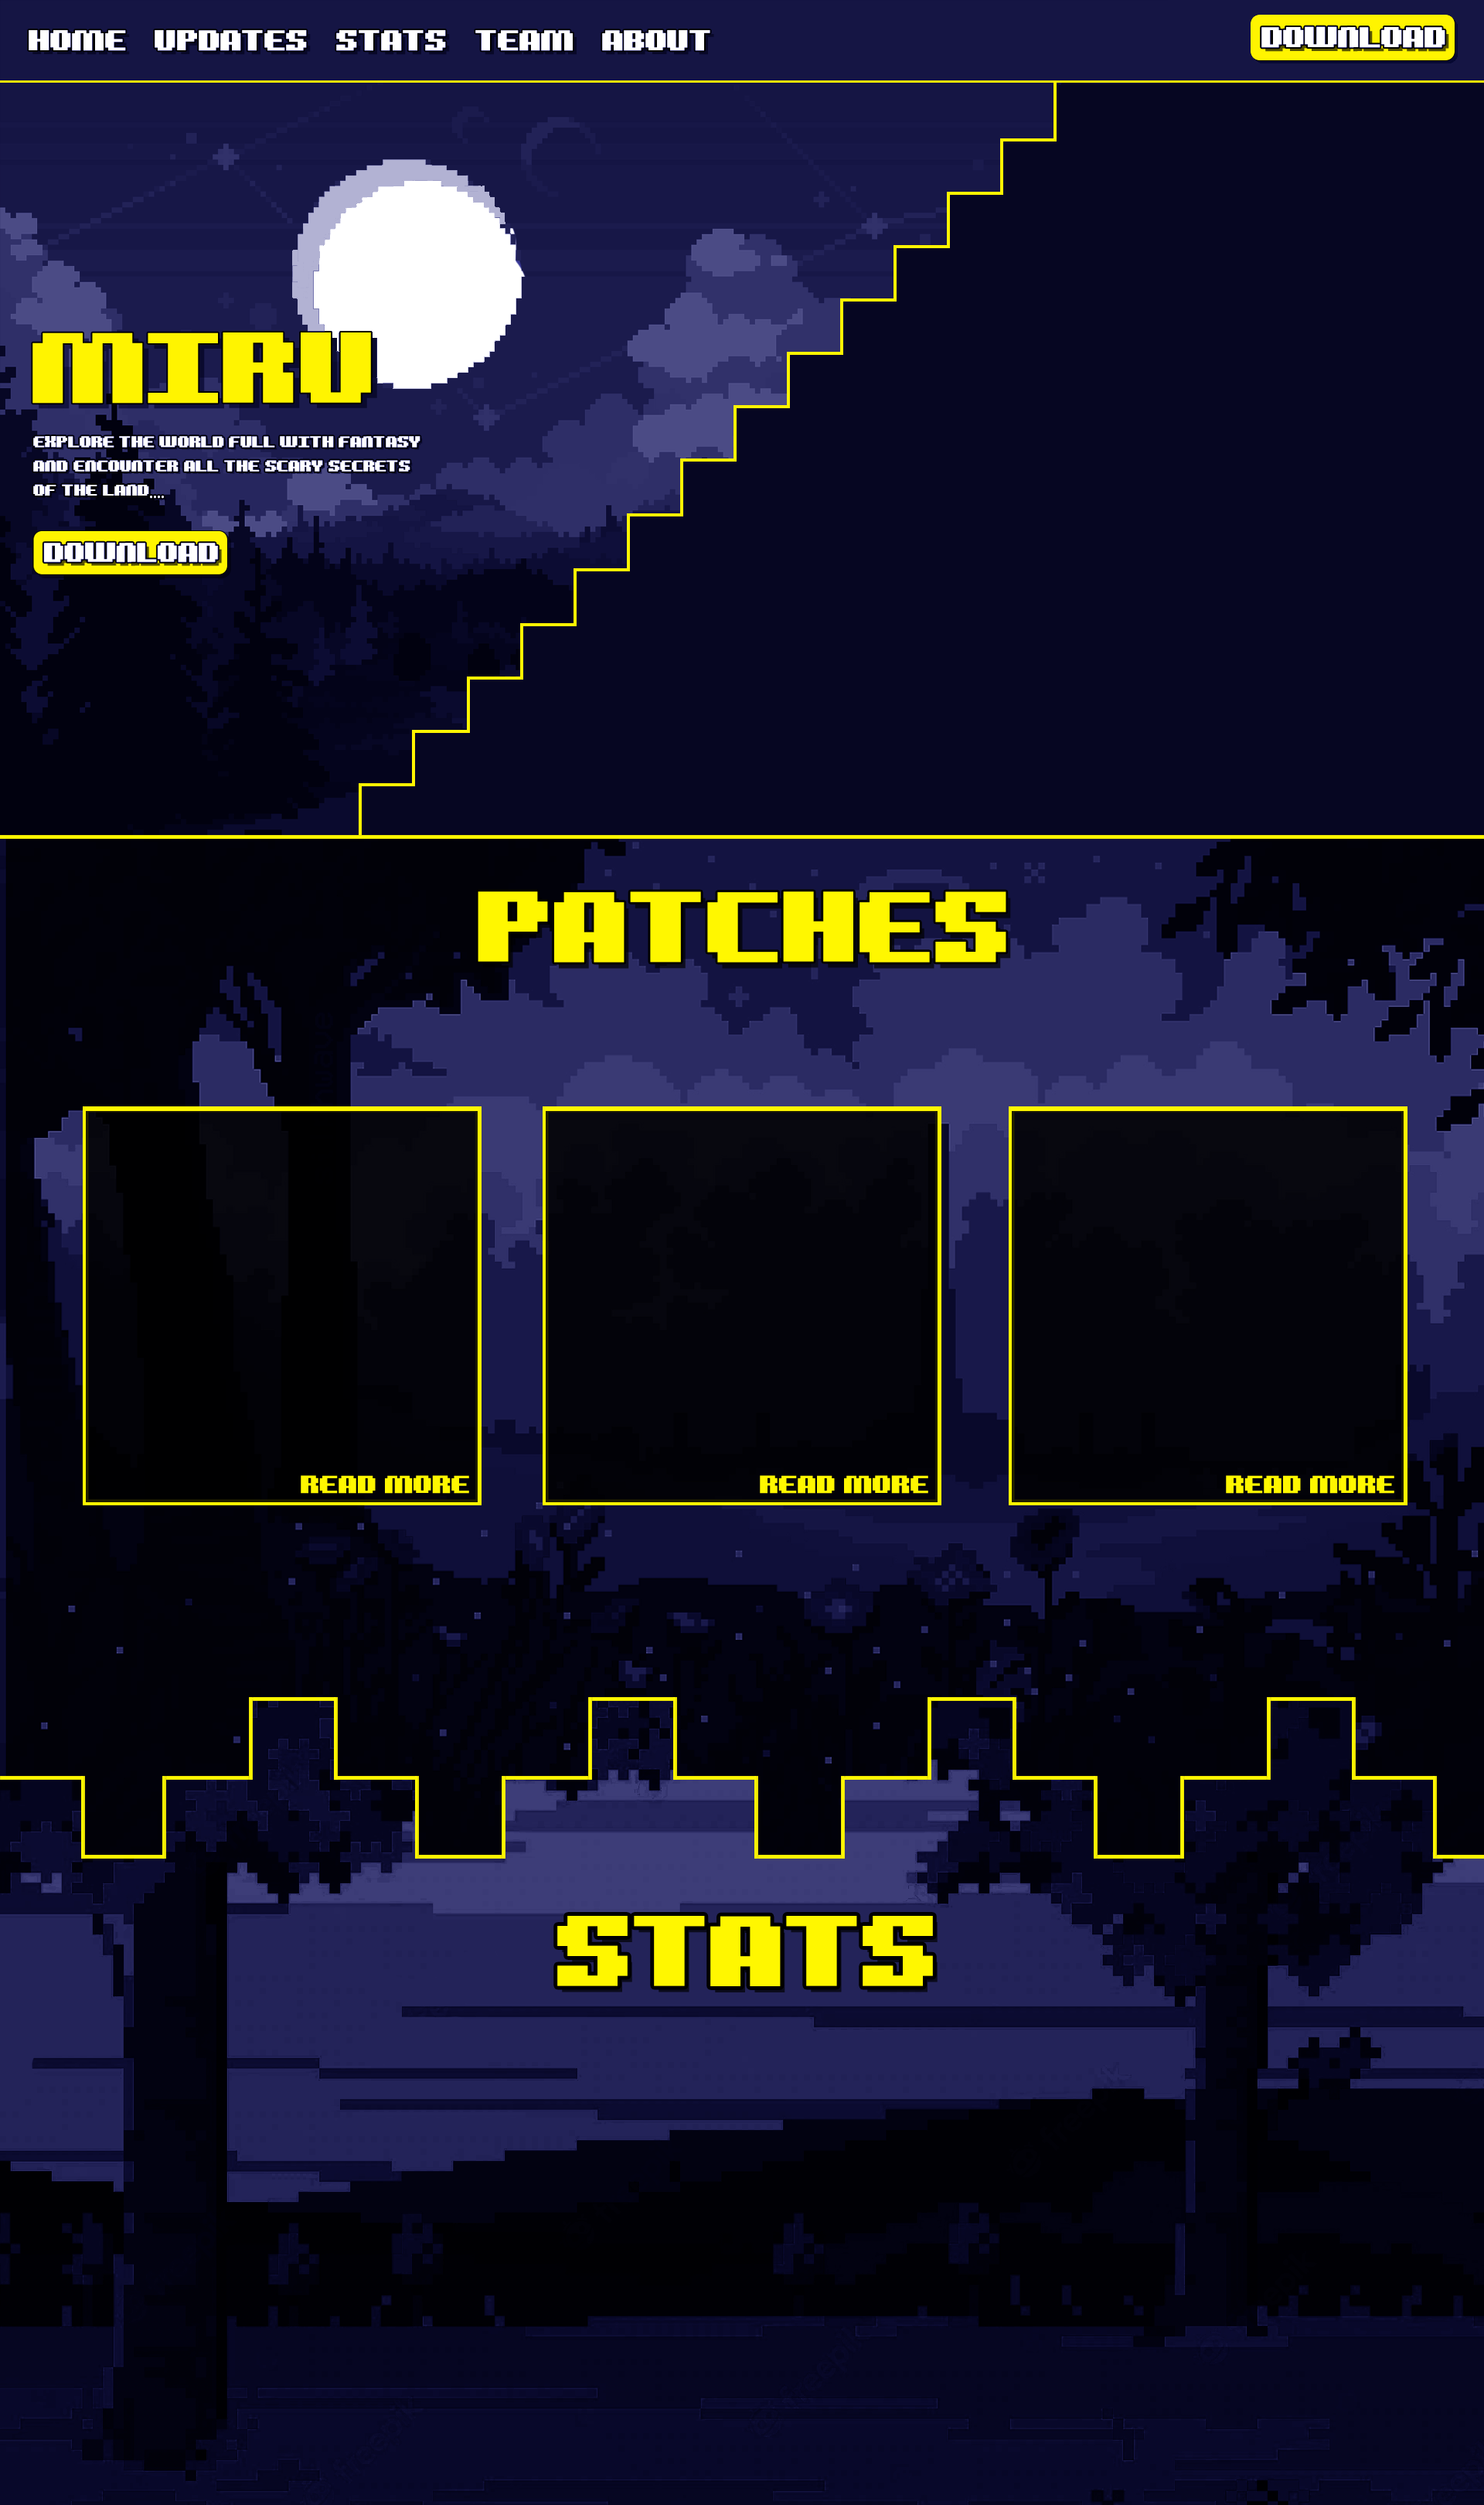 HOME UPDATES STATS TEAM ABOUT DOWNLOAD
MIRU
EXPLORE THE WORLD FULL WITH FANTASY
AND ENCOUNTER ALL THE SCARY SECRETS
OF THE LAND....
DOWNLOAD
PATCHES
READ MORE READ MORE READ MORE
STATS